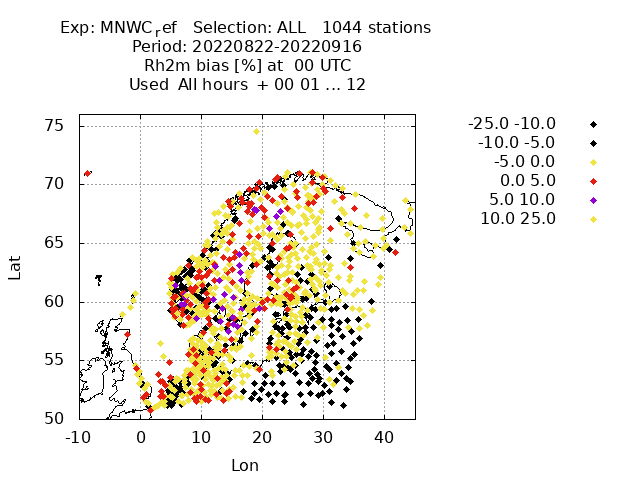 Exp: MNWC_ref   Selection: ALL   1044 stations
Period: 20220822-20220916
Rh2m bias [%] at  00 UTC
Used  All hours  + 00 01 ... 12
-25.0 -10.0
-10.0 -5.0
-5.0 0.0
0.0 5.0
5.0 10.0
10.0 25.0
75
70
65
60
55
50
Lat
-10 0 10 20 30 40
Lon